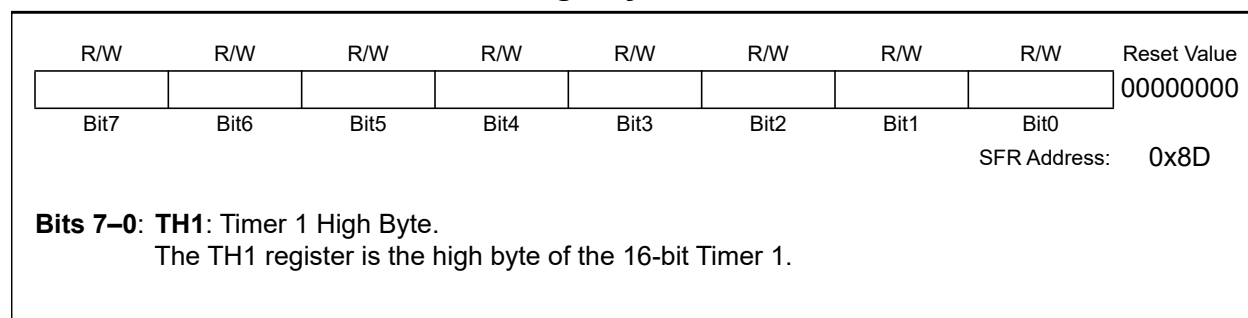 R/W R/W R/W R/W R/W R/W R/W R/W Reset Value
00000000
Bit7 Bit6 Bit5 Bit4 Bit3 Bit2 Bit1 Bit0
SFR Address: 0x8D
Bits 7–0: TH1: Timer 1 High Byte.
The TH1 register is the high byte of the 16-bit Timer 1.